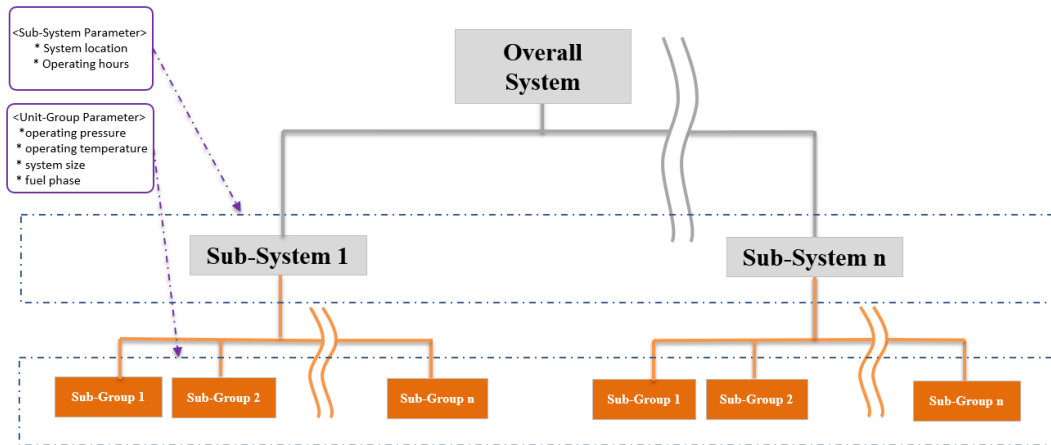 <Sub-System Parameter>
* System location
* Operating hours
<Unit-Group Parameter>
*operating pressure
* operating temperature
* system size
* fuel phase
Overall
System
Sub-System 1
Sub-System n
Sub-Group 1
Sub-Group 2
Sub-Group n
Sub-Group 1
Sub-Group 2
Sub-Group n